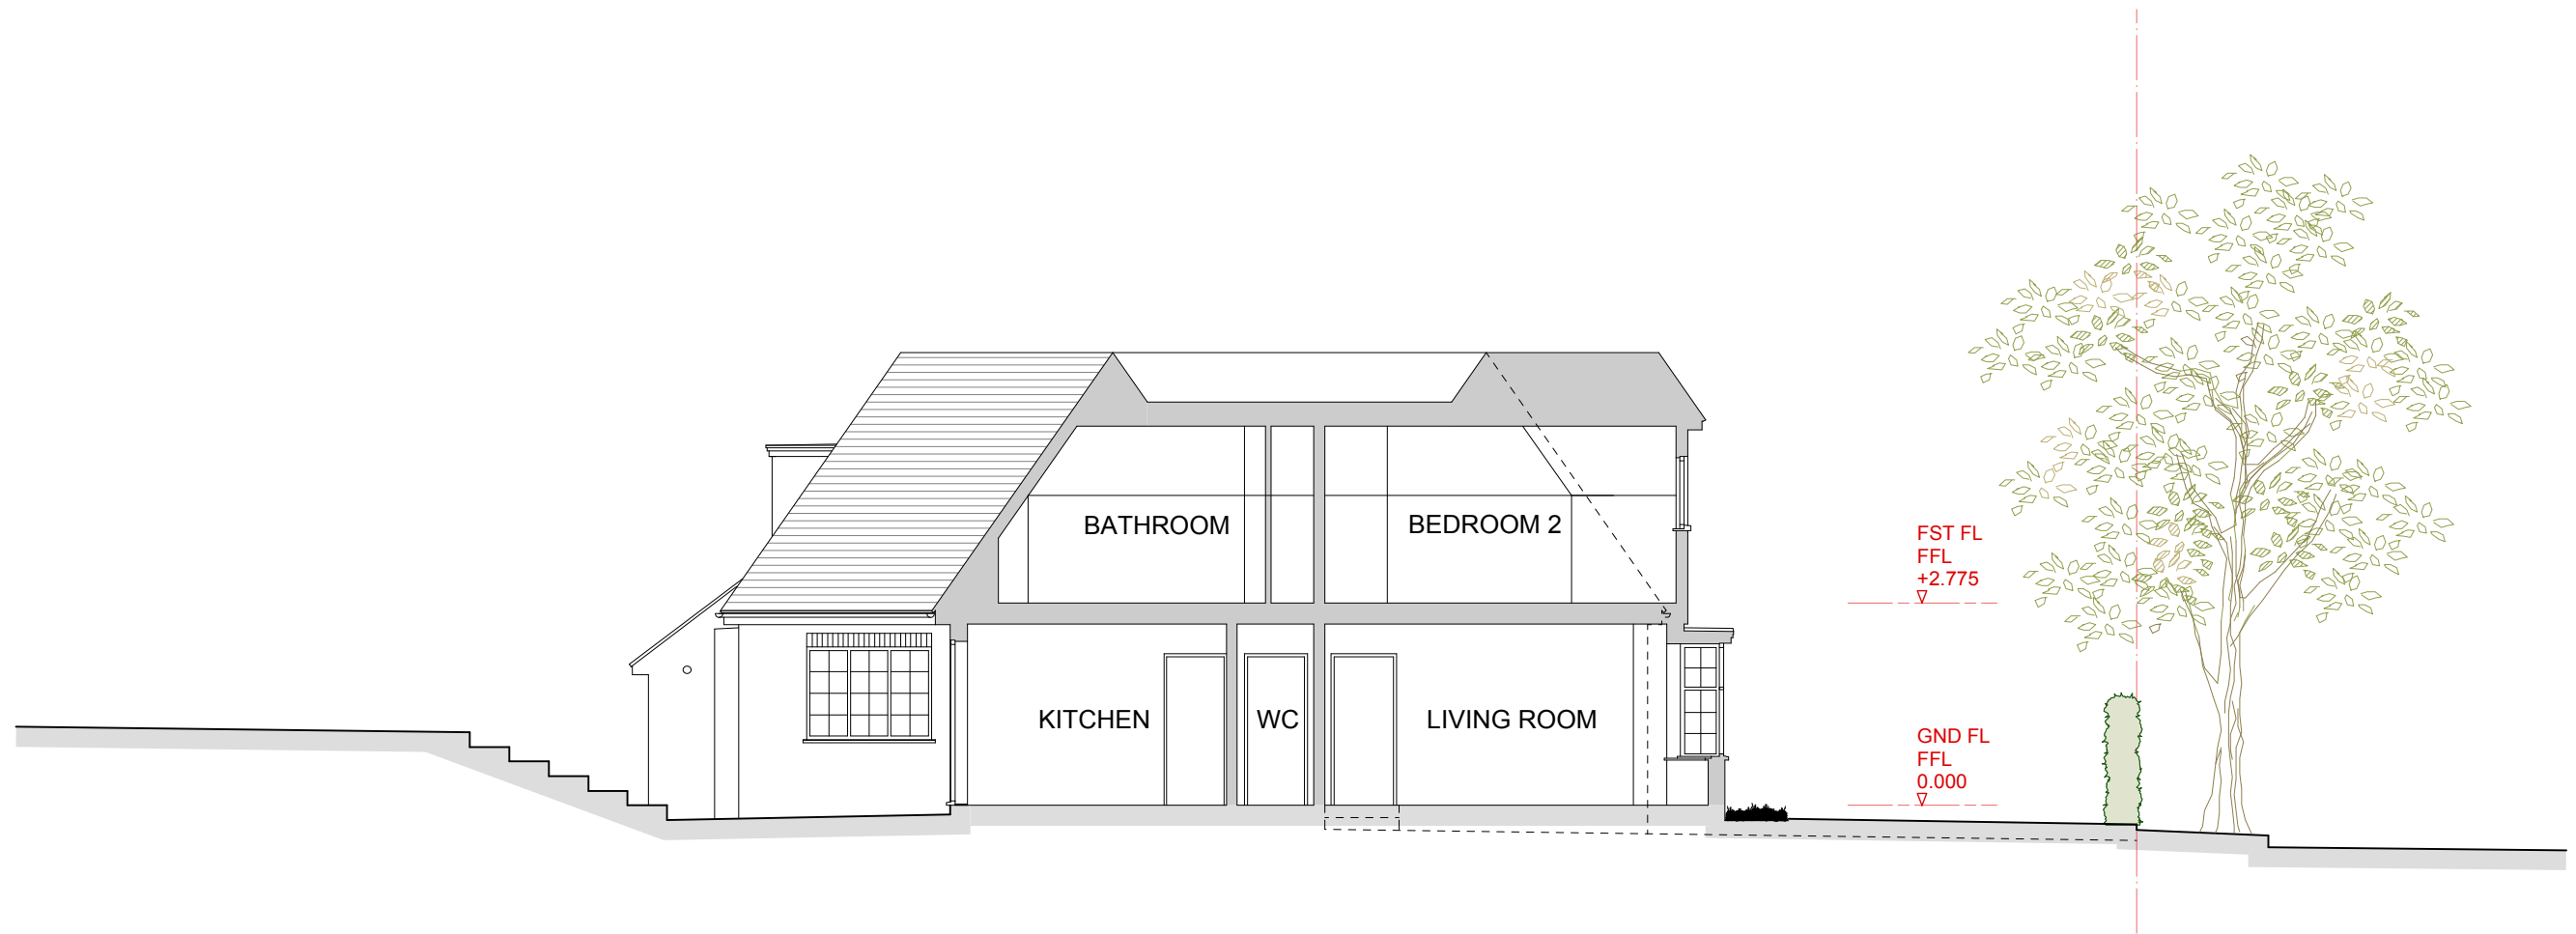 BATHROOM
BEDROOM 2
FST FL
FFL
+2.775
KITCHEN
WC
LIVING ROOM
GND FL
FFL
0.000